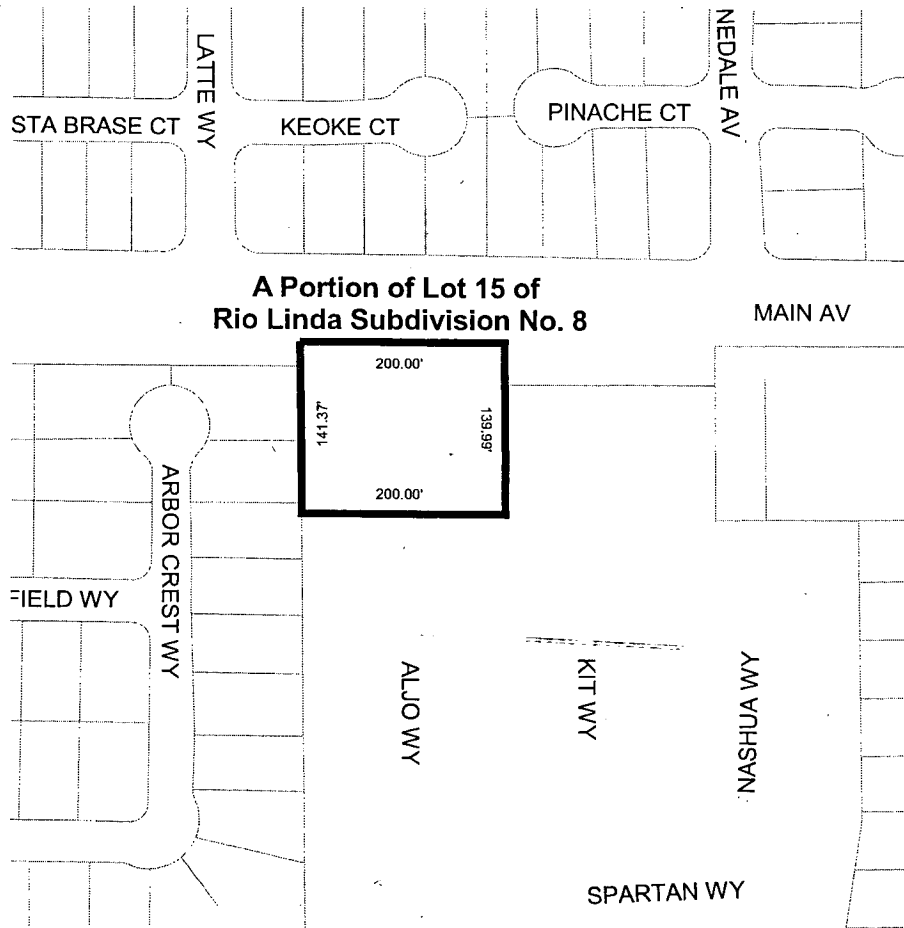 LATTE WY
NEDALE AV
STA BRASE CT
KEOKE CT
PINACHE CT
A Portion of Lot 15 of
Rio Linda Subdivision No. 8
MAIN AV
200.00'
141.37'
139.99'
200.00'
ARBOR CREST WY
FIELD WY
ALJO WY
KIT WY
NASHUA WY
SPARTAN WY